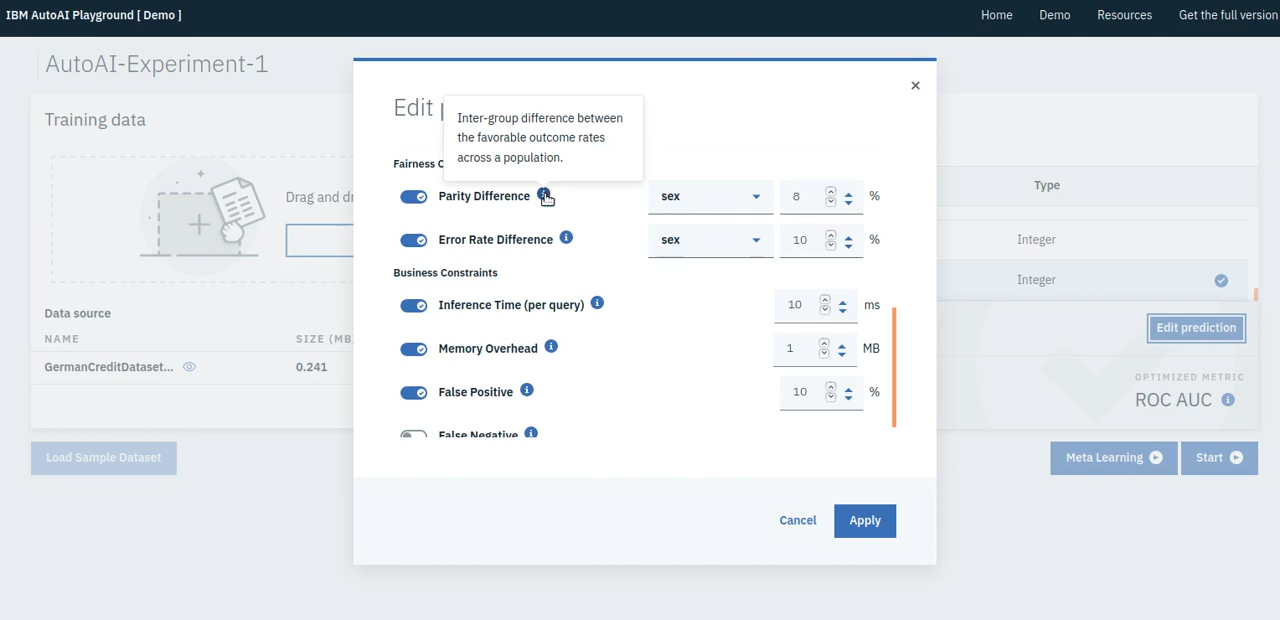 IBM AutoAI Playground [ Demo ]
Home Demo Resources Get the full version
AutoAI-Experiment-1
Training data
Drag and dr
Data source
NAME SIZE (MB)
GermanCreditDataset... 0.241
Load Sample Dataset
Edit p
×
Inter-group difference between
the favorable outcome rates
across a population.
Fairness C
Parity Difference sex 8 %
Error Rate Difference sex 10 %
Business Constraints
Inference Time (per query) 10 ms
Memory Overhead 1 MB
False Positive 10 %
False Negative
Cancel Apply
Type
Integer
Integer
Edit prediction
OPTIMIZED METRIC
ROC AUC
Meta Learning Start